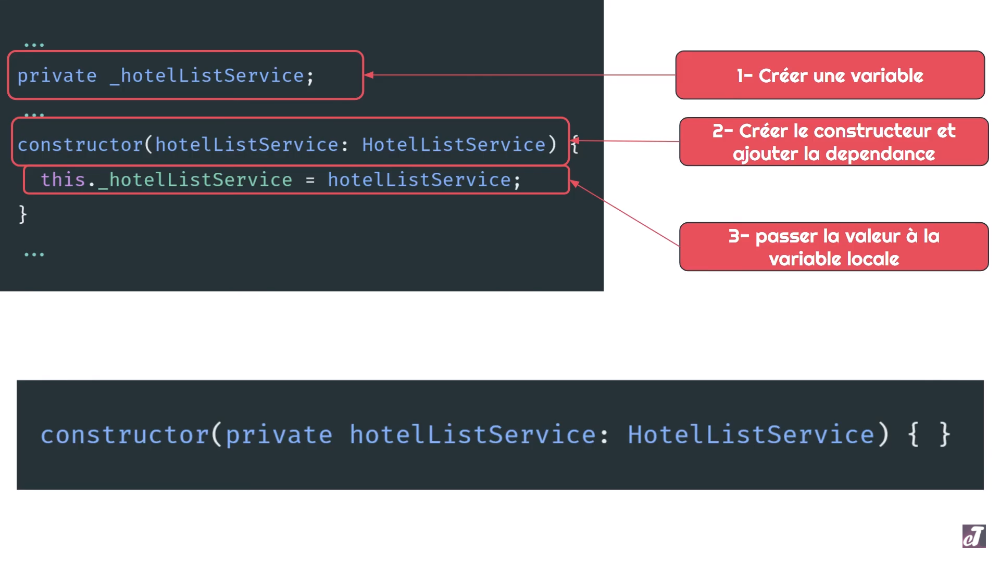 ...
private _hotelListService;
...
constructor(hotelListService: HotelListService) {
this._hotelListService = hotelListService;
}
...
1- Créer une variable
2- Créer le constructeur et
ajouter la dependance
3- passer la valeur à la
variable locale
constructor(private hotelListService: HotelListService) { }
eT